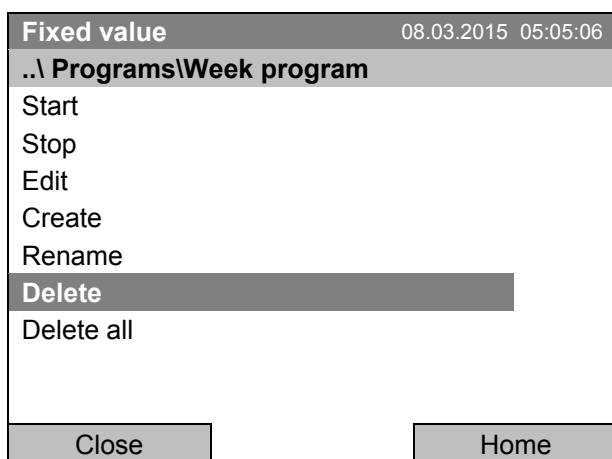 Fixed value 08.03.2015 05:05:06
..\ Programs\Week program
Start
Stop
Edit
Create
Rename
Delete
Delete all
Close Home